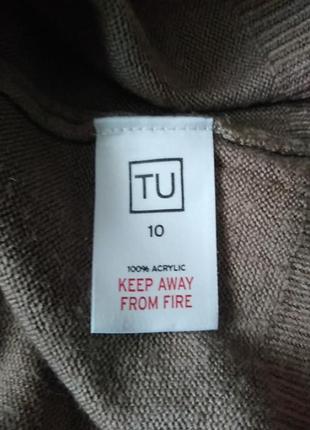 TU
10
100% ACRYLIC
KEEP AWAY
FROM FIRE